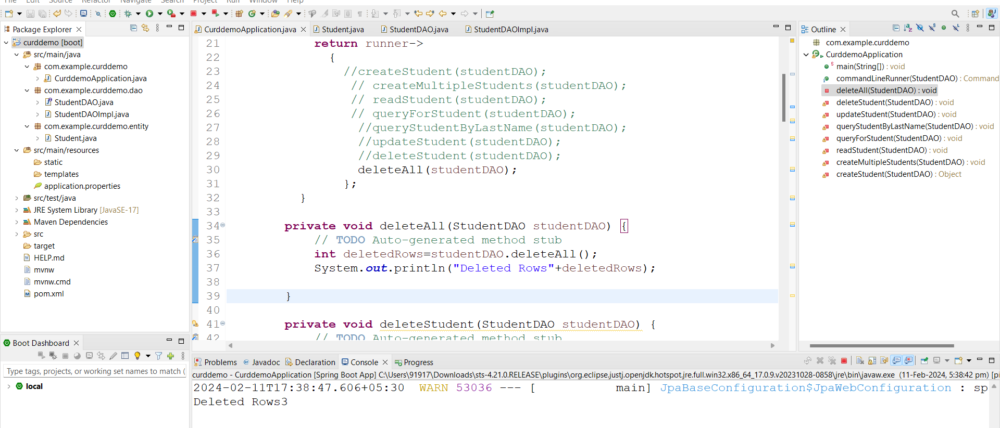 File Edit Source Refactor Navigate Search Project Run Window Help
Package Explorer
curddemo [boot]
src/main/java
com.example.curddemo
CurddemoApplication.java
com.example.curddemo.dao
StudentDAO.java
StudentDAOImpl.java
com.example.curddemo.entity
Student.java
src/main/resources
static
templates
application.properties
src/test/java
JRE System Library [JavaSE-17]
Maven Dependencies
src
target
HELP.md
mvnw
mvnw.cmd
pom.xml
Boot Dashboard
Type tags, projects, or working set names to match (
local
CurddemoApplication.java Student.java StudentDAO.java StudentDAOImpl.java
21 return runner->
22 {
23 //createStudent(studentDAO);
24 // createMultipleStudents(studentDAO);
25 // readStudent(studentDAO);
26 // queryForStudent(studentDAO);
27 //queryStudentByLastName(studentDAO);
28 //updateStudent(studentDAO);
29 //deleteStudent(studentDAO);
30 deleteAll(studentDAO);
31 };
32 }
33
34 private void deleteAll(StudentDAO studentDAO) {
35 // TODO Auto-generated method stub
36 int deletedRows=studentDAO.deleteAll();
37 System.out.println("Deleted Rows"+deletedRows);
38
39 }
40
41 private void deleteStudent(StudentDAO studentDAO) {
42 // TODO Auto-generated method stub
Outline
com.example.curddemo
CurddemoApplication
main(String[]) : void
commandLineRunner(StudentDAO) : Command
deleteAll(StudentDAO) : void
deleteStudent(StudentDAO) : void
updateStudent(StudentDAO) : void
queryStudentByLastName(StudentDAO) : void
queryForStudent(StudentDAO) : void
readStudent(StudentDAO) : void
createMultipleStudents(StudentDAO) : void
createStudent(StudentDAO) : Object
Problems Javadoc Declaration Console Progress
curddemo - CurddemoApplication [Spring Boot App] C:\Users\91917\Downloads\sts-4.21.0.RELEASE\plugins\org.eclipse.justj.openjdk.hotspot.jre.full.win32.x86_64_17.0.9.v20231028-0858\jre\bin\javaw.exe (11-Feb-2024, 5:38:42 pm) [pi
2024-02-11T17:38:47.606+05:30 WARN 53036 --- [ main] JpaBaseConfiguration$JpaWebConfiguration : sp
Deleted Rows3